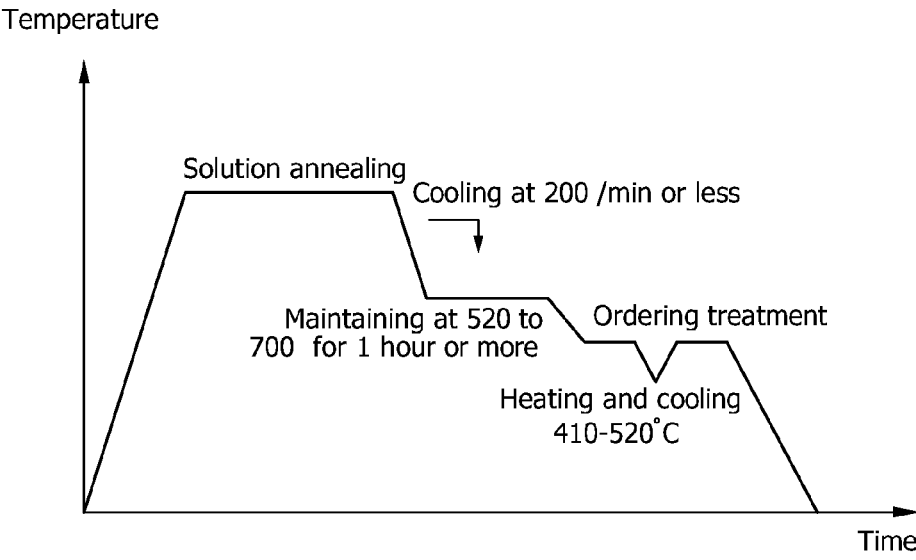 Temperature
Solution annealing
Cooling at 200 /min or less
Maintaining at 520 to
700 for 1 hour or more
Ordering treatment
Heating and cooling
410-520°C
Time